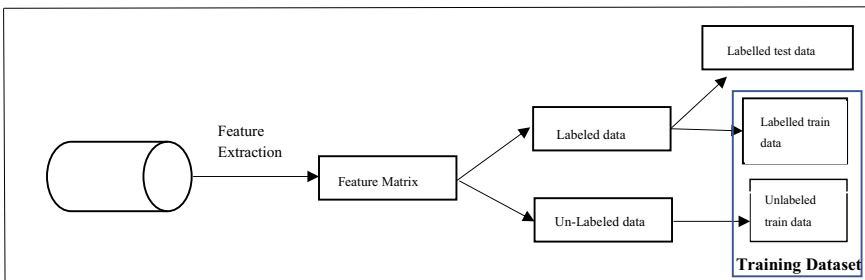 Labelled test data
Feature
Extraction
Labeled data
Labelled train
data
Feature Matrix
Un-Labeled data
Unlabeled
train data
Training Dataset